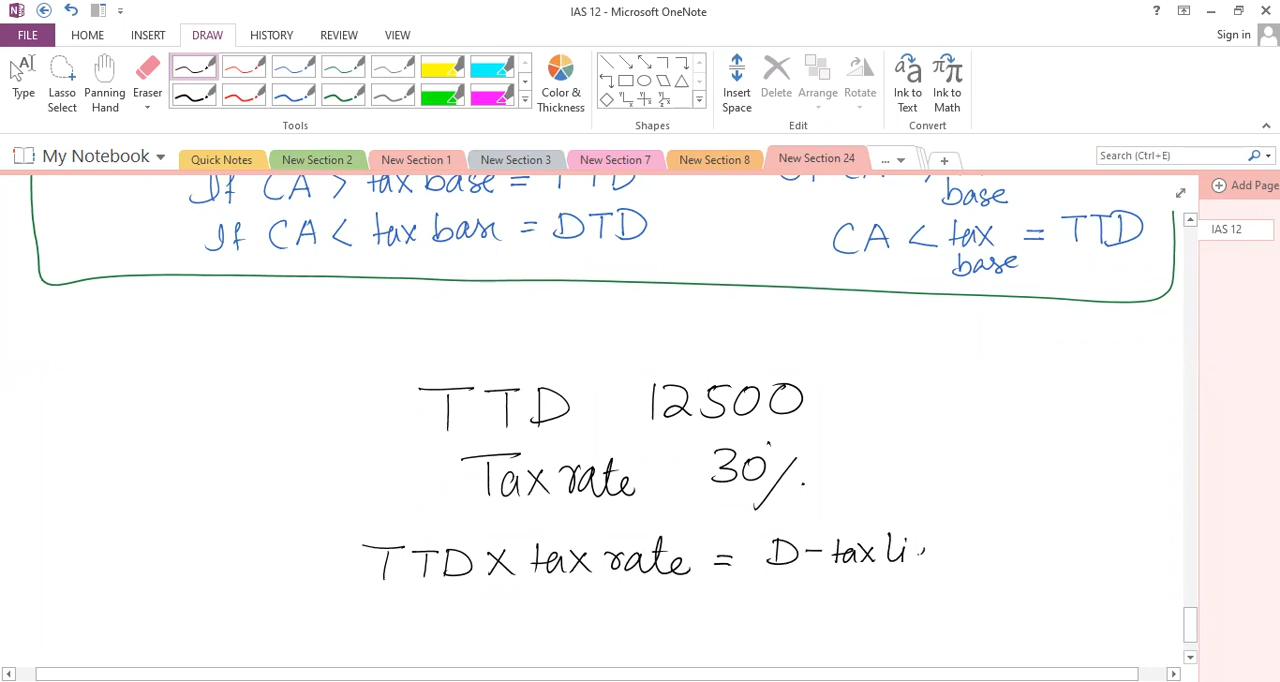 IAS 12 - Microsoft OneNote
FILE HOME INSERT DRAW HISTORY REVIEW VIEW Sign in
Type Lasso Select Panning Hand Eraser Color & Thickness Insert Space Delete Arrange Rotate Ink to Text Ink to Math
Tools Shapes Edit Convert
My Notebook Quick Notes New Section 2 New Section 1 New Section 3 New Section 7 New Section 8 New Section 24 ... Search (Ctrl+E)
Add Page
IAS 12
If CA > tax base = TTD
base
If CA < tax base = DTD
CA < tax base = TTD
TTD 12500
Tax rate 30%.
TTD X tax rate = D-tax li.